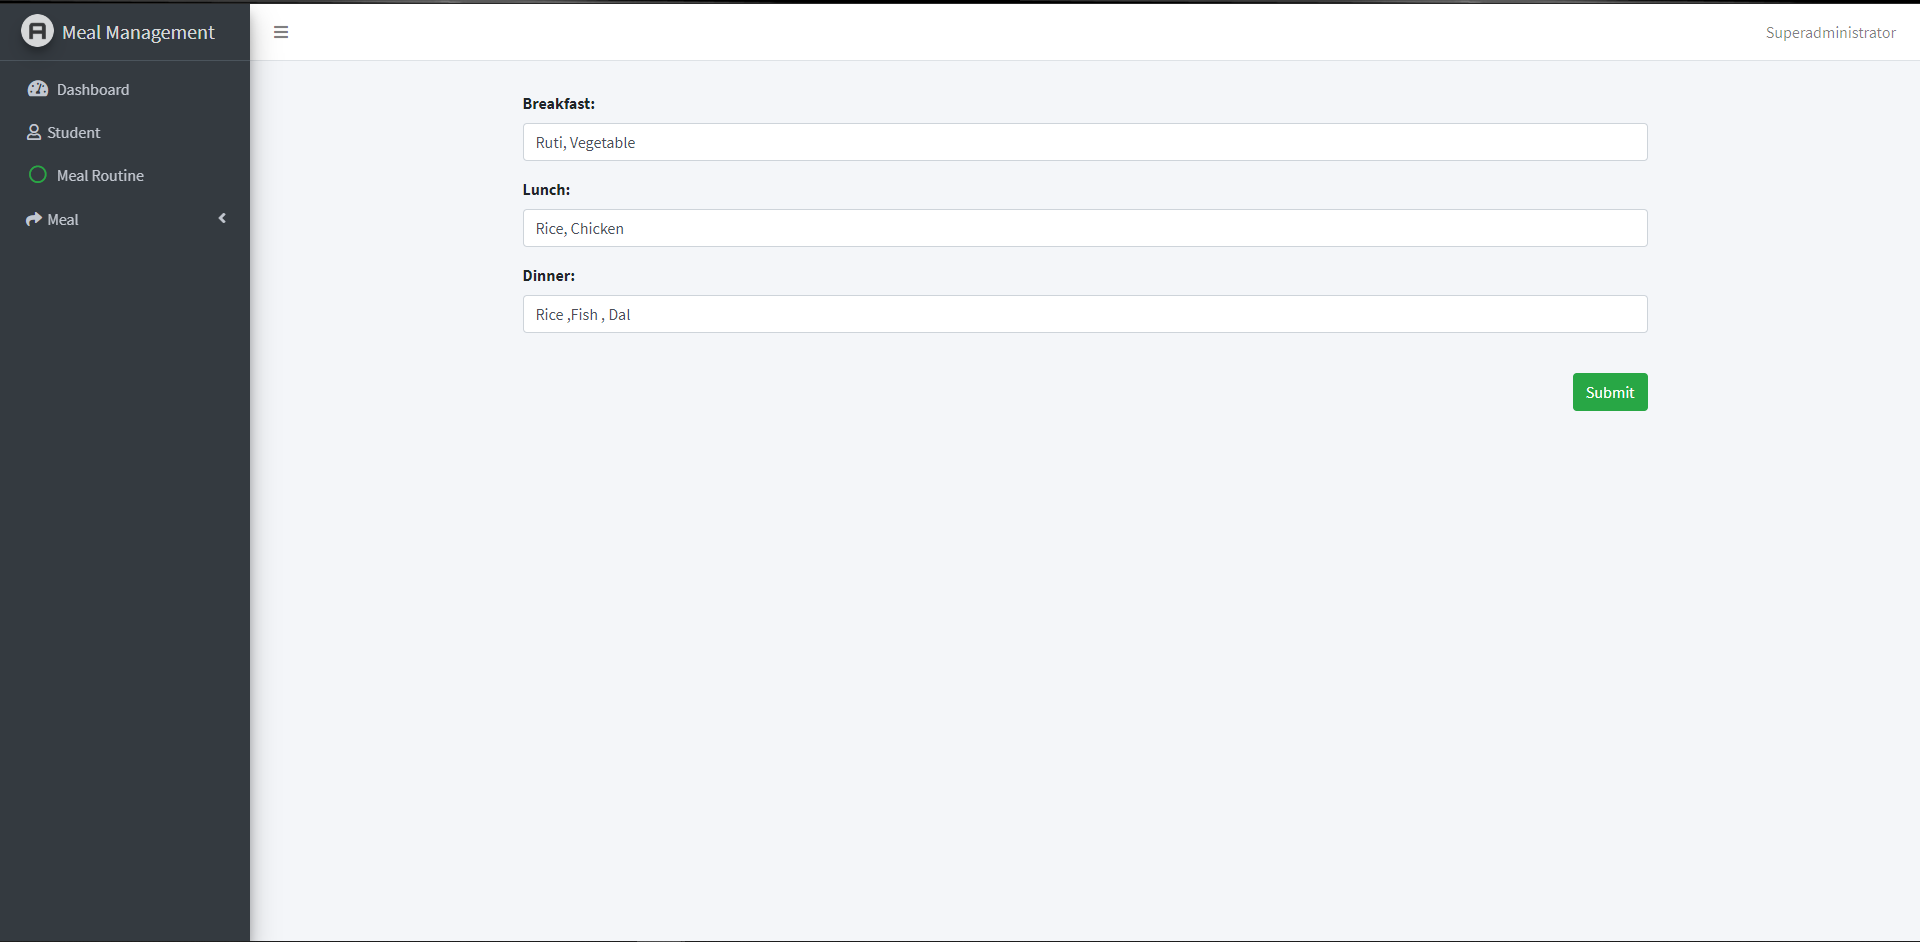 Meal Management
Superadministrator
Dashboard
Student
Meal Routine
Meal
Breakfast:
Ruti, Vegetable
Lunch:
Rice, Chicken
Dinner:
Rice ,Fish , Dal
Submit